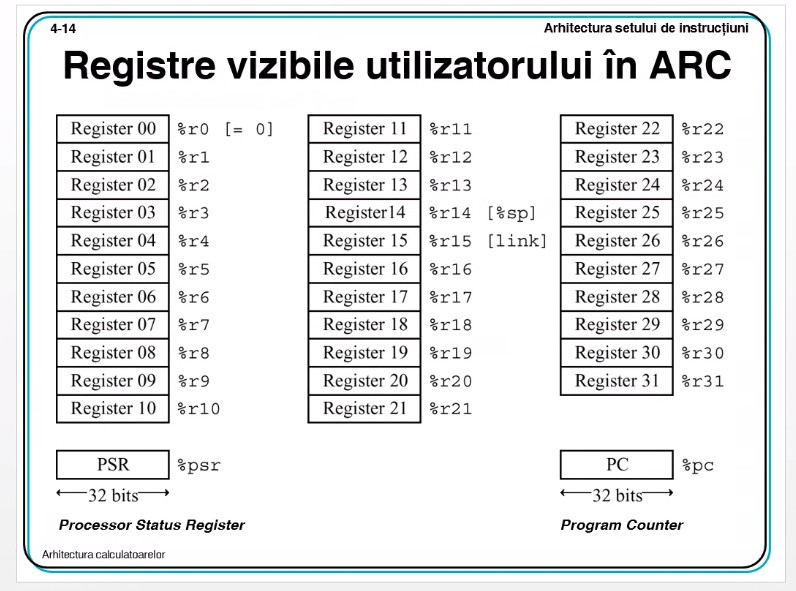 4-14 Arhitectura setului de instrucțiuni
Registre vizibile utilizatorului în ARC
Register 00 %r0 [= 0]
Register 01 %r1
Register 02 %r2
Register 03 %r3
Register 04 %r4
Register 05 %r5
Register 06 %r6
Register 07 %r7
Register 08 %r8
Register 09 %r9
Register 10 %r10
Register 11 %r11
Register 12 %r12
Register 13 %r13
Register14 %r14 [%sp]
Register 15 %r15 [link]
Register 16 %r16
Register 17 %r17
Register 18 %r18
Register 19 %r19
Register 20 %r20
Register 21 %r21
Register 22 %r22
Register 23 %r23
Register 24 %r24
Register 25 %r25
Register 26 %r26
Register 27 %r27
Register 28 %r28
Register 29 %r29
Register 30 %r30
Register 31 %r31
PSR %psr
32 bits
Processor Status Register
PC %pc
32 bits
Program Counter
Arhitectura calculatoarelor